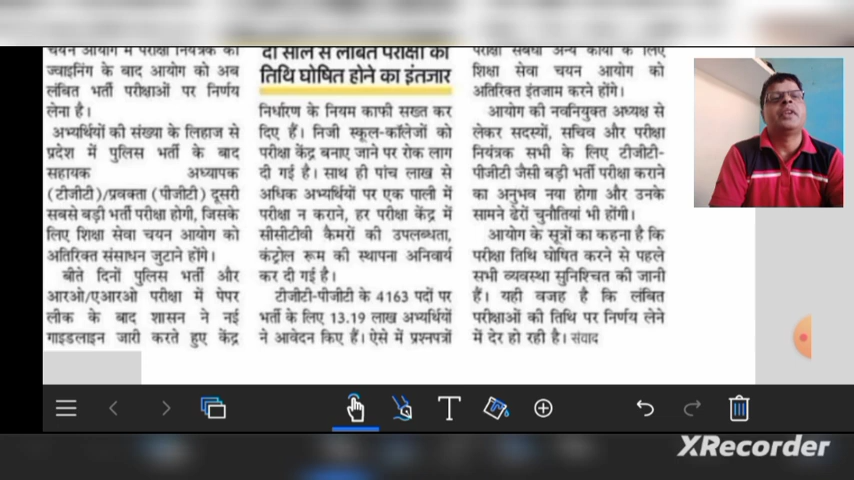 चयन आयोग में परीक्षा नियंत्रक की
ज्वाइनिंग के बाद आयोग को अब
लंबित भर्ती परीक्षाओं पर निर्णय
लेना है।
अभ्यर्थियों की संख्या के लिहाज से
प्रदेश में पुलिस भर्ती के बाद
सहायक अध्यापक
(टीजीटी)/प्रवक्ता (पीजीटी) दूसरी
सबसे बड़ी भर्ती परीक्षा होगी, जिसके
लिए शिक्षा सेवा चयन आयोग को
अतिरिक्त संसाधन जुटाने होंगे।
बीते दिनों पुलिस भर्ती और
आरओ/एआरओ परीक्षा में पेपर
लीक के बाद शासन ने नई
गाइडलाइन जारी करते हुए केंद्र
दो साल से लंबित परीक्षा की
तिथि घोषित होने का इंतजार
निर्धारण के नियम काफी सख्त कर
दिए हैं। निजी स्कूल-कॉलेजों को
परीक्षा केंद्र बनाए जाने पर रोक लाग
दी गई है। साथ ही पांच लाख से
अधिक अभ्यर्थियों पर एक पाली में
परीक्षा न कराने, हर परीक्षा केंद्र में
सीसीटीवी कैमरों की उपलब्धता,
कंट्रोल रूम की स्थापना अनिवार्य
कर दी गई है।
टीजीटी-पीजीटी के 4163 पदों पर
भर्ती के लिए 13.19 लाख अभ्यर्थियों
ने आवेदन किए हैं। ऐसे में प्रश्नपत्रों
परीक्षा संबंधी अन्य कार्यों के लिए
शिक्षा सेवा चयन आयोग को
अतिरिक्त इंतजाम करने होंगे।
आयोग की नवनियुक्त अध्यक्ष से
लेकर सदस्यों, सचिव और परीक्षा
नियंत्रक सभी के लिए टीजीटी-
पीजीटी जैसी बड़ी भर्ती परीक्षा कराने
का अनुभव नया होगा और उनके
सामने ढेरों चुनौतियां भी होंगी।
आयोग के सूत्रों का कहना है कि
परीक्षा तिथि घोषित करने से पहले
सभी व्यवस्था सुनिश्चित की जानी
हैं। यही वजह है कि लंबित
परीक्षाओं की तिथि पर निर्णय लेने
में देर हो रही है। संवाद
T
XRecorder